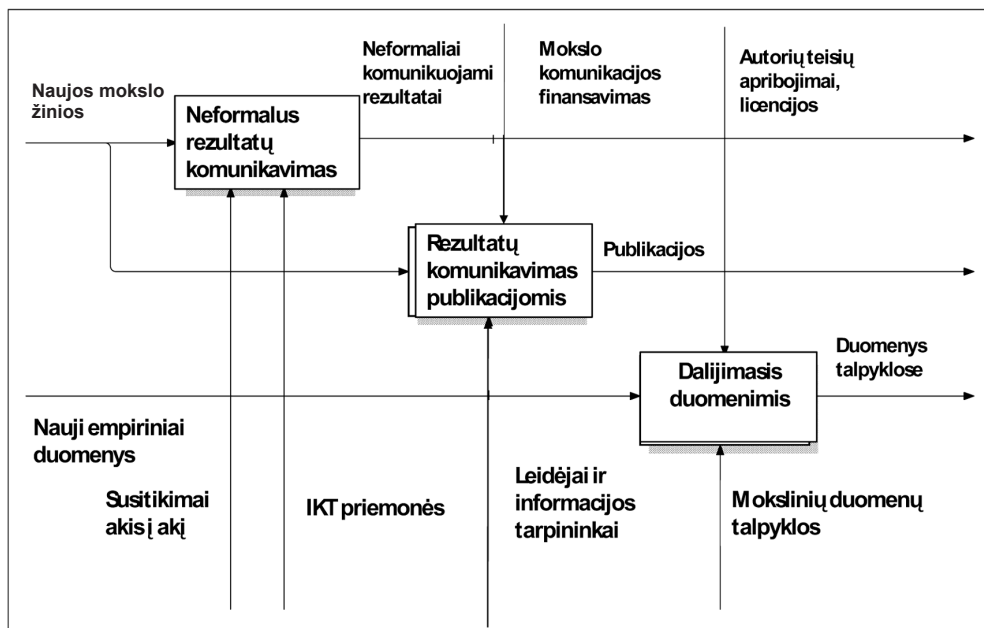 Neformaliai
komunikuojami
rezultatai
Mokslo
komunikacijos
finansavimas
Autorių teisių
apribojimai,
licencijos
Naujos mokslo
žinios
Neformalus
rezultatų
komunikavimas
Rezultatų
komunikavimas
publikacijomis
Publikacijos
Dalijimasis
duomenimis
Duomenys
talpyklose
Nauji empiriniai
duomenys
Susitikimai
akis į akį
IKT priemonės
Leidėjai ir
informacijos
tarpininkai
Mokslinių duomenų
talpyklos